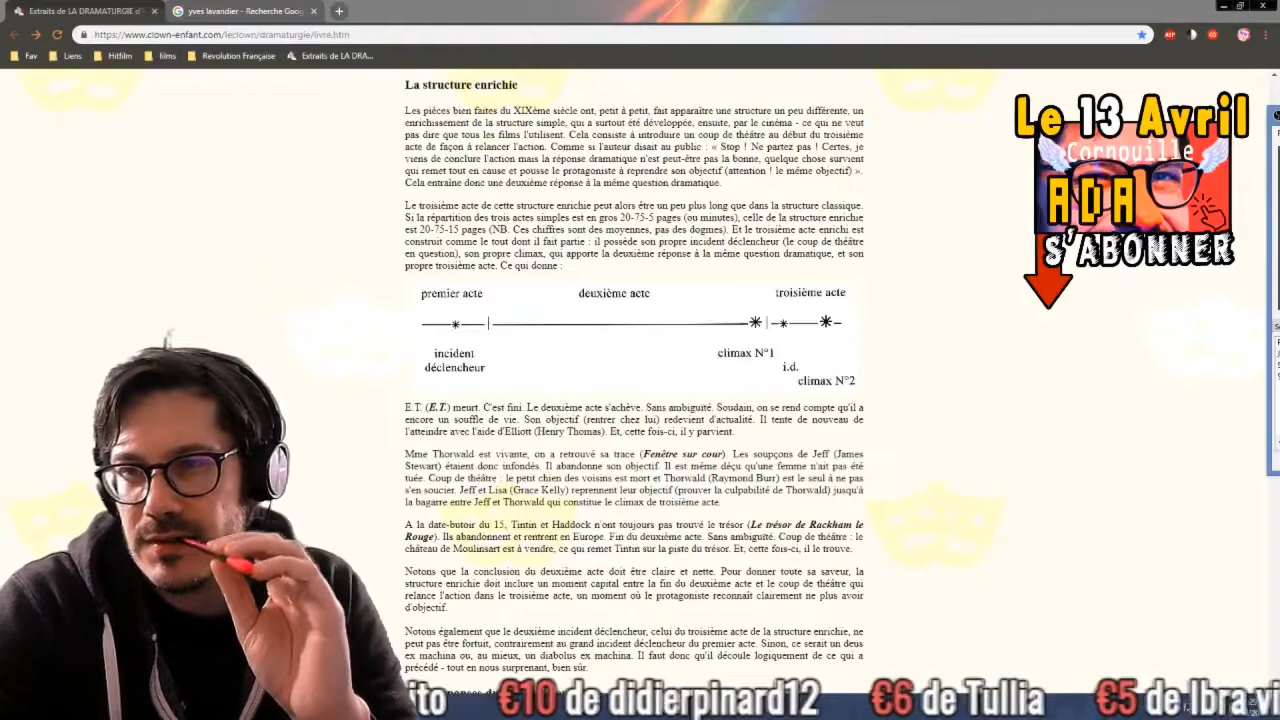 Extraits de LA DRAMATURGIE d'
yves lavandier - Recherche Goog
https://www.clown-enfant.com/leclown/dramaturgie/livre.htm
Fav
Liens
Hitfilm
films
Revolution Française
Extraits de LA DRA...
La structure enrichie
Les pièces bien faites du XIXème siècle ont, petit à petit, fait apparaître une structure un peu différente, un
enrichissement de la structure simple, qui a surtout été développée, ensuite, par le cinéma - ce qui ne veut
pas dire que tous les films l'utilisent. Cela consiste à introduire un coup de théâtre au début du troisième
acte de façon à relancer l'action. Comme si l'auteur disait au public : « Stop ! Ne partez pas ! Certes, je
viens de conclure l'action mais la réponse dramatique n'est peut-être pas la bonne, quelque chose survient
qui remet tout en cause et pousse le protagoniste à reprendre son objectif (attention ! le même objectif) ».
Cela entraîne donc une deuxième réponse à la même question dramatique.
Le troisième acte de cette structure enrichie peut alors être un peu plus long que dans la structure classique.
Si la répartition des trois actes simples est en gros 20-75-5 pages (ou minutes), celle de la structure enrichie
est 20-75-15 pages (NB. Ces chiffres sont des moyennes, pas des dogmes). Et le troisième acte enrichi est
construit comme le tout dont il fait partie : il possède son propre incident déclencheur (le coup de théâtre
en question), son propre climax, qui apporte la deuxième réponse à la même question dramatique, et son
propre troisième acte. Ce qui donne :
premier acte
deuxième acte
troisième acte
incident
déclencheur
climax N°1
i.d.
climax N°2
E.T. (E.T.) meurt. C'est fini. Le deuxième acte s'achève. Sans ambiguïté. Soudain, on se rend compte qu'il a
encore un souffle de vie. Son objectif (rentrer chez lui) redevient d'actualité. Il tente de nouveau de
l'atteindre avec l'aide d'Elliott (Henry Thomas). Et, cette fois-ci, il y parvient.
Mme Thorwald est vivante, on a retrouvé sa trace (Fenêtre sur cour). Les soupçons de Jeff (James
Stewart) étaient donc infondés. Il abandonne son objectif. Il est même déçu qu'une femme n'ait pas été
tuée. Coup de théâtre : le petit chien des voisins est mort et Thorwald (Raymond Burr) est le seul à ne pas
s'en soucier. Jeff et Lisa (Grace Kelly) reprennent leur objectif (prouver la culpabilité de Thorwald) jusqu'à
la bagarre entre Jeff et Thorwald qui constitue le climax de troisième acte.
A la date-butoir du 15, Tintin et Haddock n'ont toujours pas trouvé le trésor (Le trésor de Rackham le
Rouge). Ils abandonnent et rentrent en Europe. Fin du deuxième acte. Sans ambiguïté. Coup de théâtre : le
château de Moulinsart est à vendre, ce qui remet Tintin sur la piste du trésor. Et, cette fois-ci, il le trouve.
Notons que la conclusion du deuxième acte doit être claire et nette. Pour donner toute sa saveur, la
structure enrichie doit inclure un moment capital entre la fin du deuxième acte et le coup de théâtre qui
relance l'action dans le troisième acte, un moment où le protagoniste reconnaît clairement ne plus avoir
d'objectif.
Notons également que le deuxième incident déclencheur, celui du troisième acte de la structure enrichie, ne
peut pas être fortuit, contrairement au grand incident déclencheur du premier acte. Sinon, ce serait un deus
ex machina ou, au mieux, un diabolus ex machina. Il faut donc qu'il découle logiquement de ce qui a
précédé - tout en nous surprenant, bien sûr.
Le 13 Avril
Cornouille
ADA
S'ABONNER
ito €10 de didierpinard12 €6 de Tullia €5 de Ibra vi